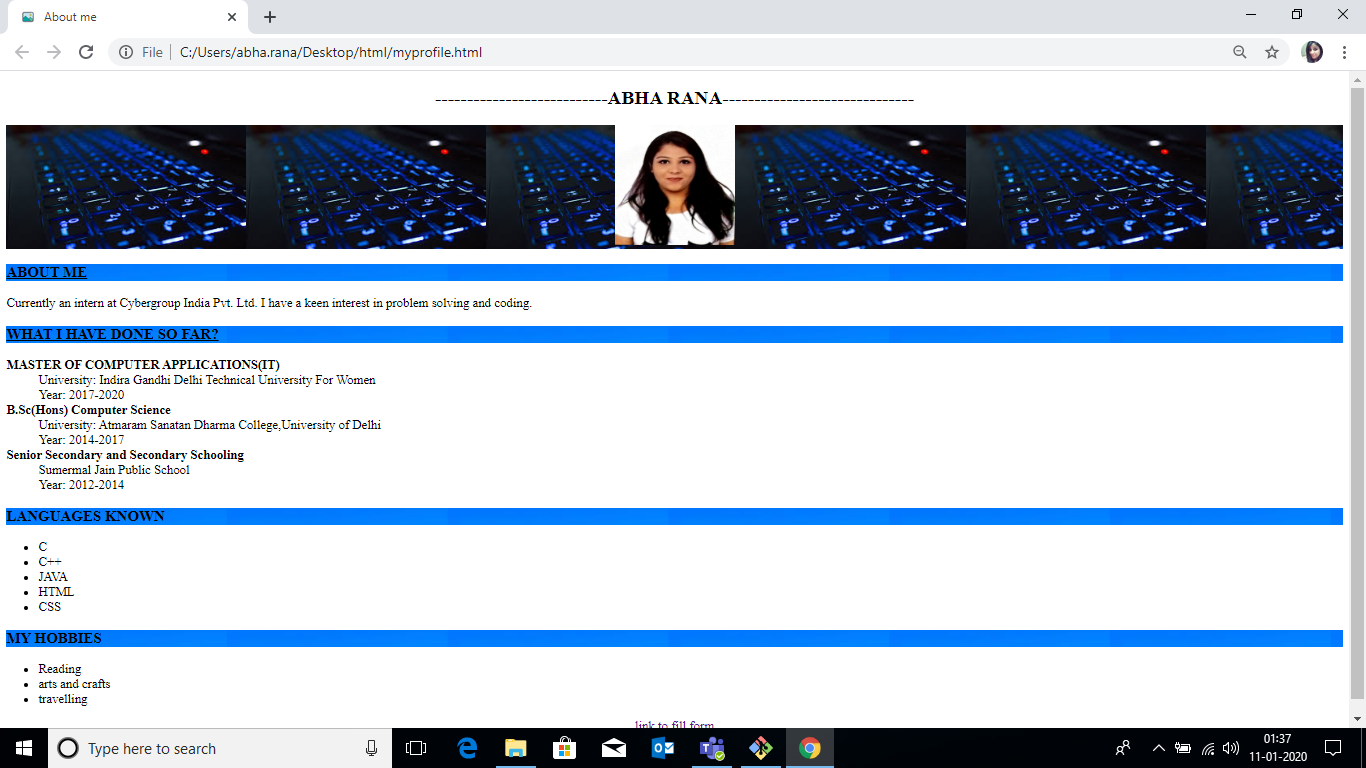 About me
File C:/Users/abha.rana/Desktop/html/myprofile.html
---------------------------ABHA RANA------------------------------
ABOUT ME
Currently an intern at Cybergroup India Pvt. Ltd. I have a keen interest in problem solving and coding.
WHAT I HAVE DONE SO FAR?
MASTER OF COMPUTER APPLICATIONS(IT)
University: Indira Gandhi Delhi Technical University For Women
Year: 2017-2020
B.Sc(Hons) Computer Science
University: Atmaram Sanatan Dharma College,University of Delhi
Year: 2014-2017
Senior Secondary and Secondary Schooling
Sumermal Jain Public School
Year: 2012-2014
LANGUAGES KNOWN
C
C++
JAVA
HTML
CSS
MY HOBBIES
Reading
arts and crafts
travelling
link to fill form
Type here to search
01:37
11-01-2020